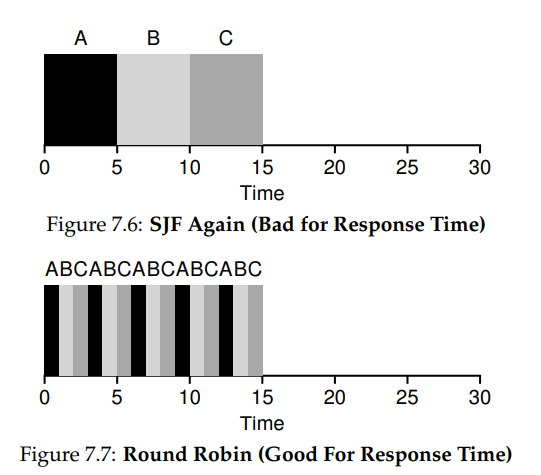 A B C
0 5 10 15 20 25 30
Time
Figure 7.6: SJF Again (Bad for Response Time)
ABCABCABCABCABC
0 5 10 15 20 25 30
Time
Figure 7.7: Round Robin (Good For Response Time)